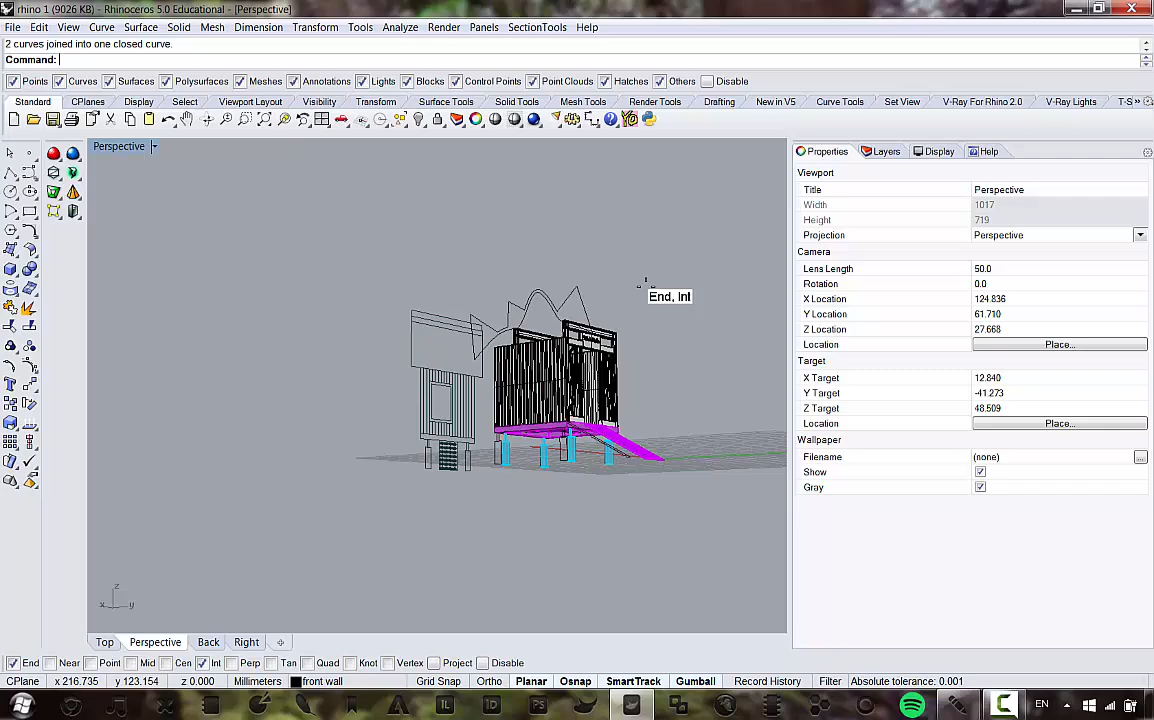 rhino 1 (9026 KB) - Rhinoceros 5.0 Educational - [Perspective]
File Edit View Curve Surface Solid Mesh Dimension Transform Tools Analyze Render Panels SectionTools Help
2 curves joined into one closed curve.
Command:
Points Curves Surfaces Polysurfaces Meshes Annotations Lights Blocks Control Points Point Clouds Hatches Others Disable
Standard CPlanes Display Select Viewport Layout Visibility Transform Surface Tools Solid Tools Mesh Tools Render Tools Drafting New in V5 Curve Tools Set View V-Ray For Rhino 2.0 V-Ray Lights T-S »
Perspective
Properties Layers Display Help
Viewport
Title Perspective
Width 1017
Height 719
Projection Perspective
Camera
Lens Length 50.0
Rotation 0.0
X Location 124.836
Y Location 61.710
Z Location 27.668
Location Place...
Target
X Target 12.840
Y Target -41.273
Z Target 48.509
Location Place...
Wallpaper
Filename (none) ...
Show
Gray
End, Int
z
x y
Top Perspective Back Right
End Near Point Mid Cen Int Perp Tan Quad Knot Vertex Project Disable
CPlane x 216.735 y 123.154 z 0.000 Millimeters front wall Grid Snap Ortho Planar Osnap SmartTrack Gumball Record History Filter Absolute tolerance: 0.001
IL ID PS EN